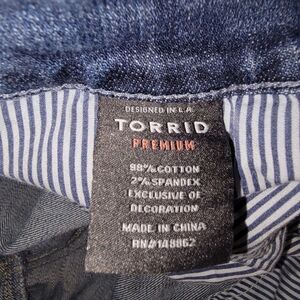 DESIGNED IN L.A.
TORRID
PREMIUM
98% COTTON
2% SPANDEX
EXCLUSIVE OF
DECORATION
MADE IN CHINA
RN#148862